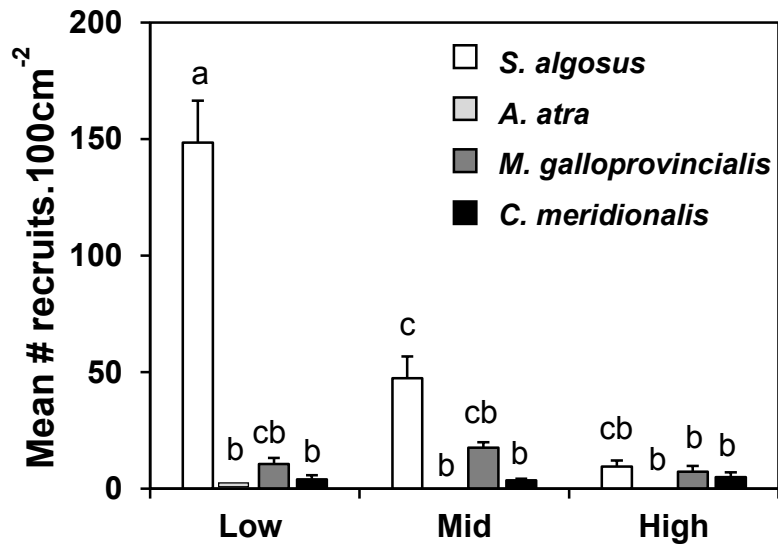 Mean # recruits.100cm-2
200
150
100
50
0
S. algosus
A. atra
M. galloprovincialis
C. meridionalis
a
b
cb
b
c
b
cb
b
cb
b
b
b
Low
Mid
High